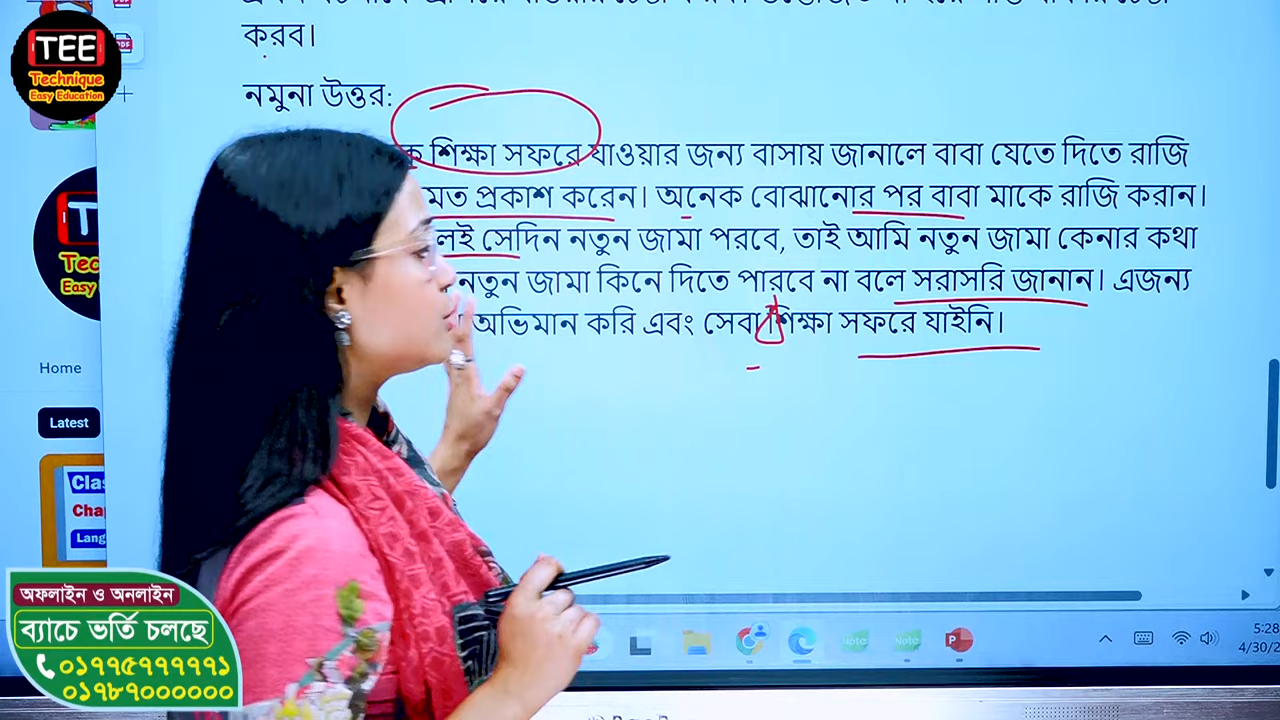 করব।
TEE
Technique
Easy Education
নমুনা উত্তর:
শিক্ষা সফরে যাওয়ার জন্য বাসায় জানালে বাবা যেতে দিতে রাজি
মত প্রকাশ করেন। অনেক বোঝানোর পর বাবা মাকে রাজি করান।
সেদিন নতুন জামা পরবে, তাই আমি নতুন জামা কেনার কথা
নতুন জামা কিনে দিতে পারবে না বলে সরাসরি জানান। এজন্য
অভিমান করি এবং সেবা শিক্ষা সফরে যাইনি।
Home
Latest
অফলাইন ও অনলাইন
ব্যাচে ভর্তি চলছে
০১৭৭৫৭৭৭৭৭১
০১৭৮৭০০০০০০
5:28